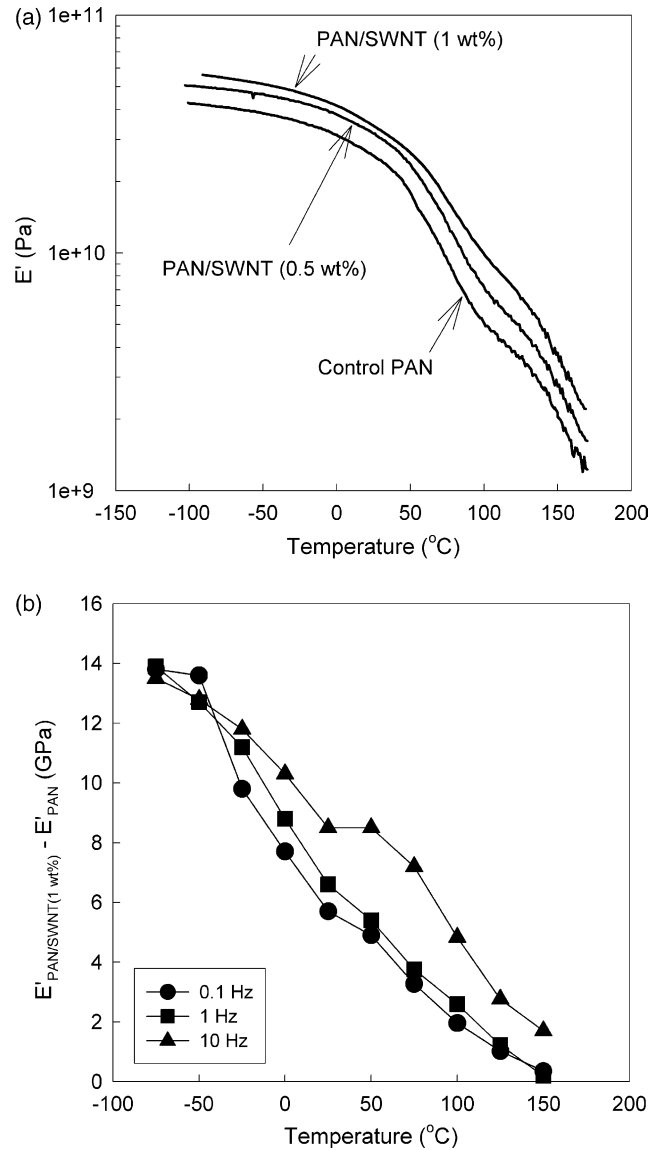 (a)
1e+11
PAN/SWNT (1 wt%)
E' (Pa)
1e+10
PAN/SWNT (0.5 wt%)
Control PAN
1e+9
-150 -100 -50 0 50 100 150 200
Temperature (°C)
(b)
16
14
12
10
8
6
4
2
0
E'PAN/SWNT(1 wt%) - E'PAN (GPa)
0.1 Hz
1 Hz
10 Hz
-100 -50 0 50 100 150 200
Temperature (°C)